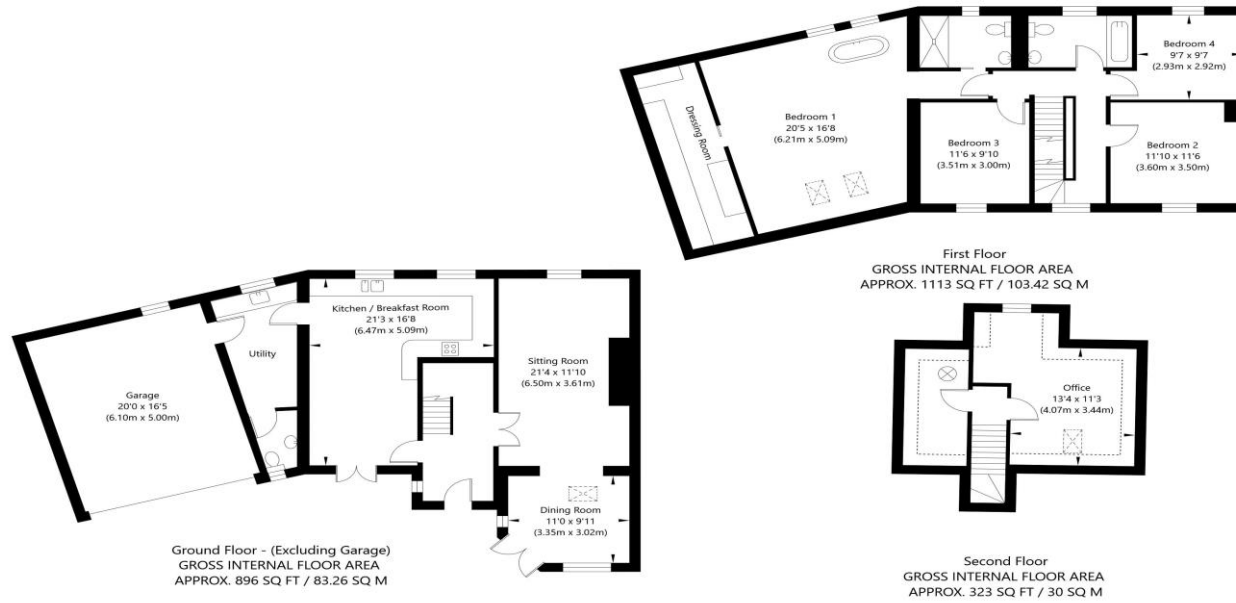 Dressing Room
Bedroom 1
20'5 x 16'8
(6.21m x 5.09m)
Bedroom 3
11'6 x 9'10
(3.51m x 3.00m)
Bedroom 4
9'7 x 9'7
(2.93m x 2.92m)
Bedroom 2
11'10 x 11'6
(3.60m x 3.50m)
First Floor
GROSS INTERNAL FLOOR AREA
APPROX. 1113 SQ FT / 103.42 SQ M
Garage
20'0 x 16'5
(6.10m x 5.00m)
Utility
Kitchen / Breakfast Room
21'3 x 16'8
(6.47m x 5.09m)
Sitting Room
21'4 x 11'10
(6.50m x 3.61m)
Dining Room
11'0 x 9'11
(3.35m x 3.02m)
Ground Floor - (Excluding Garage)
GROSS INTERNAL FLOOR AREA
APPROX. 896 SQ FT / 83.26 SQ M
Office
13'4 x 11'3
(4.07m x 3.44m)
Second Floor
GROSS INTERNAL FLOOR AREA
APPROX. 323 SQ FT / 30 SQ M